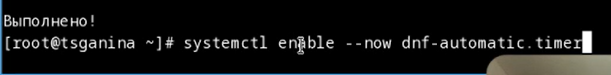 Выполнено!
[root@tsganina ~]# systemctl enable --now dnf-automatic.timer